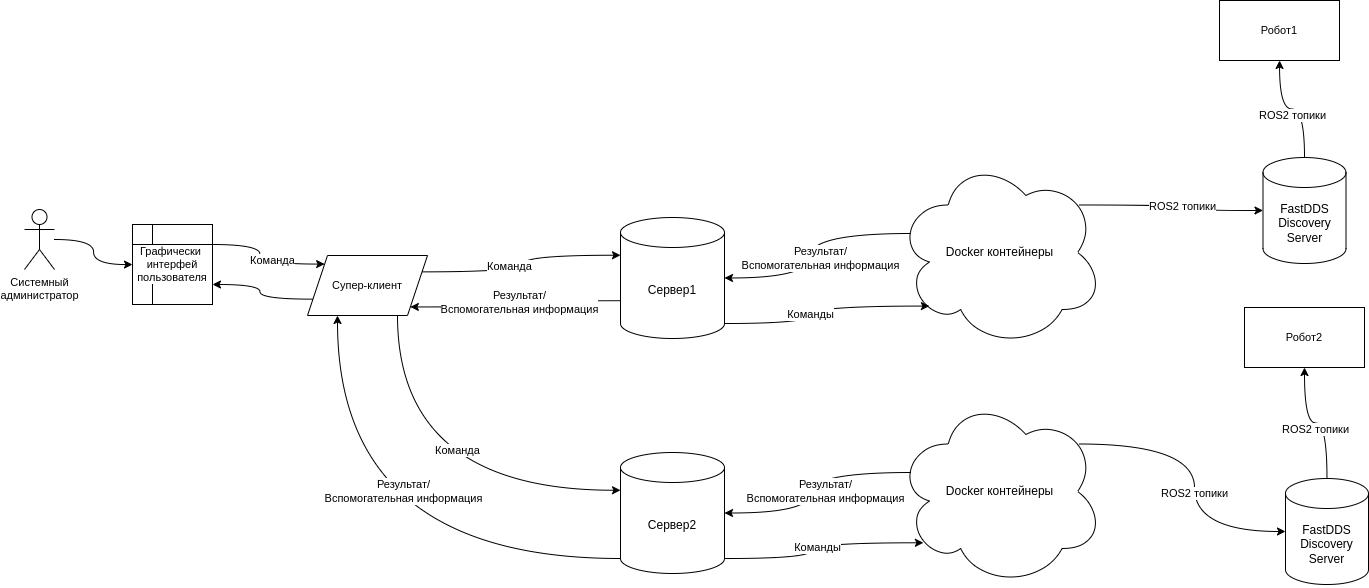 Робот1
ROS2 топики
FastDDS
Discovery
Server
ROS2 топики
Docker контейнеры
Результат/
Вспомогательная информация
Команды
Сервер1
Команда
Результат/
Вспомогательная информация
Супер-клиент
Команда
Графически
интерфей
пользователя
Системный
администратор
Робот2
ROS2 топики
FastDDS
Discovery
Server
ROS2 топики
Docker контейнеры
Результат/
Вспомогательная информация
Команды
Сервер2
Команда
Результат/
Вспомогательная информация